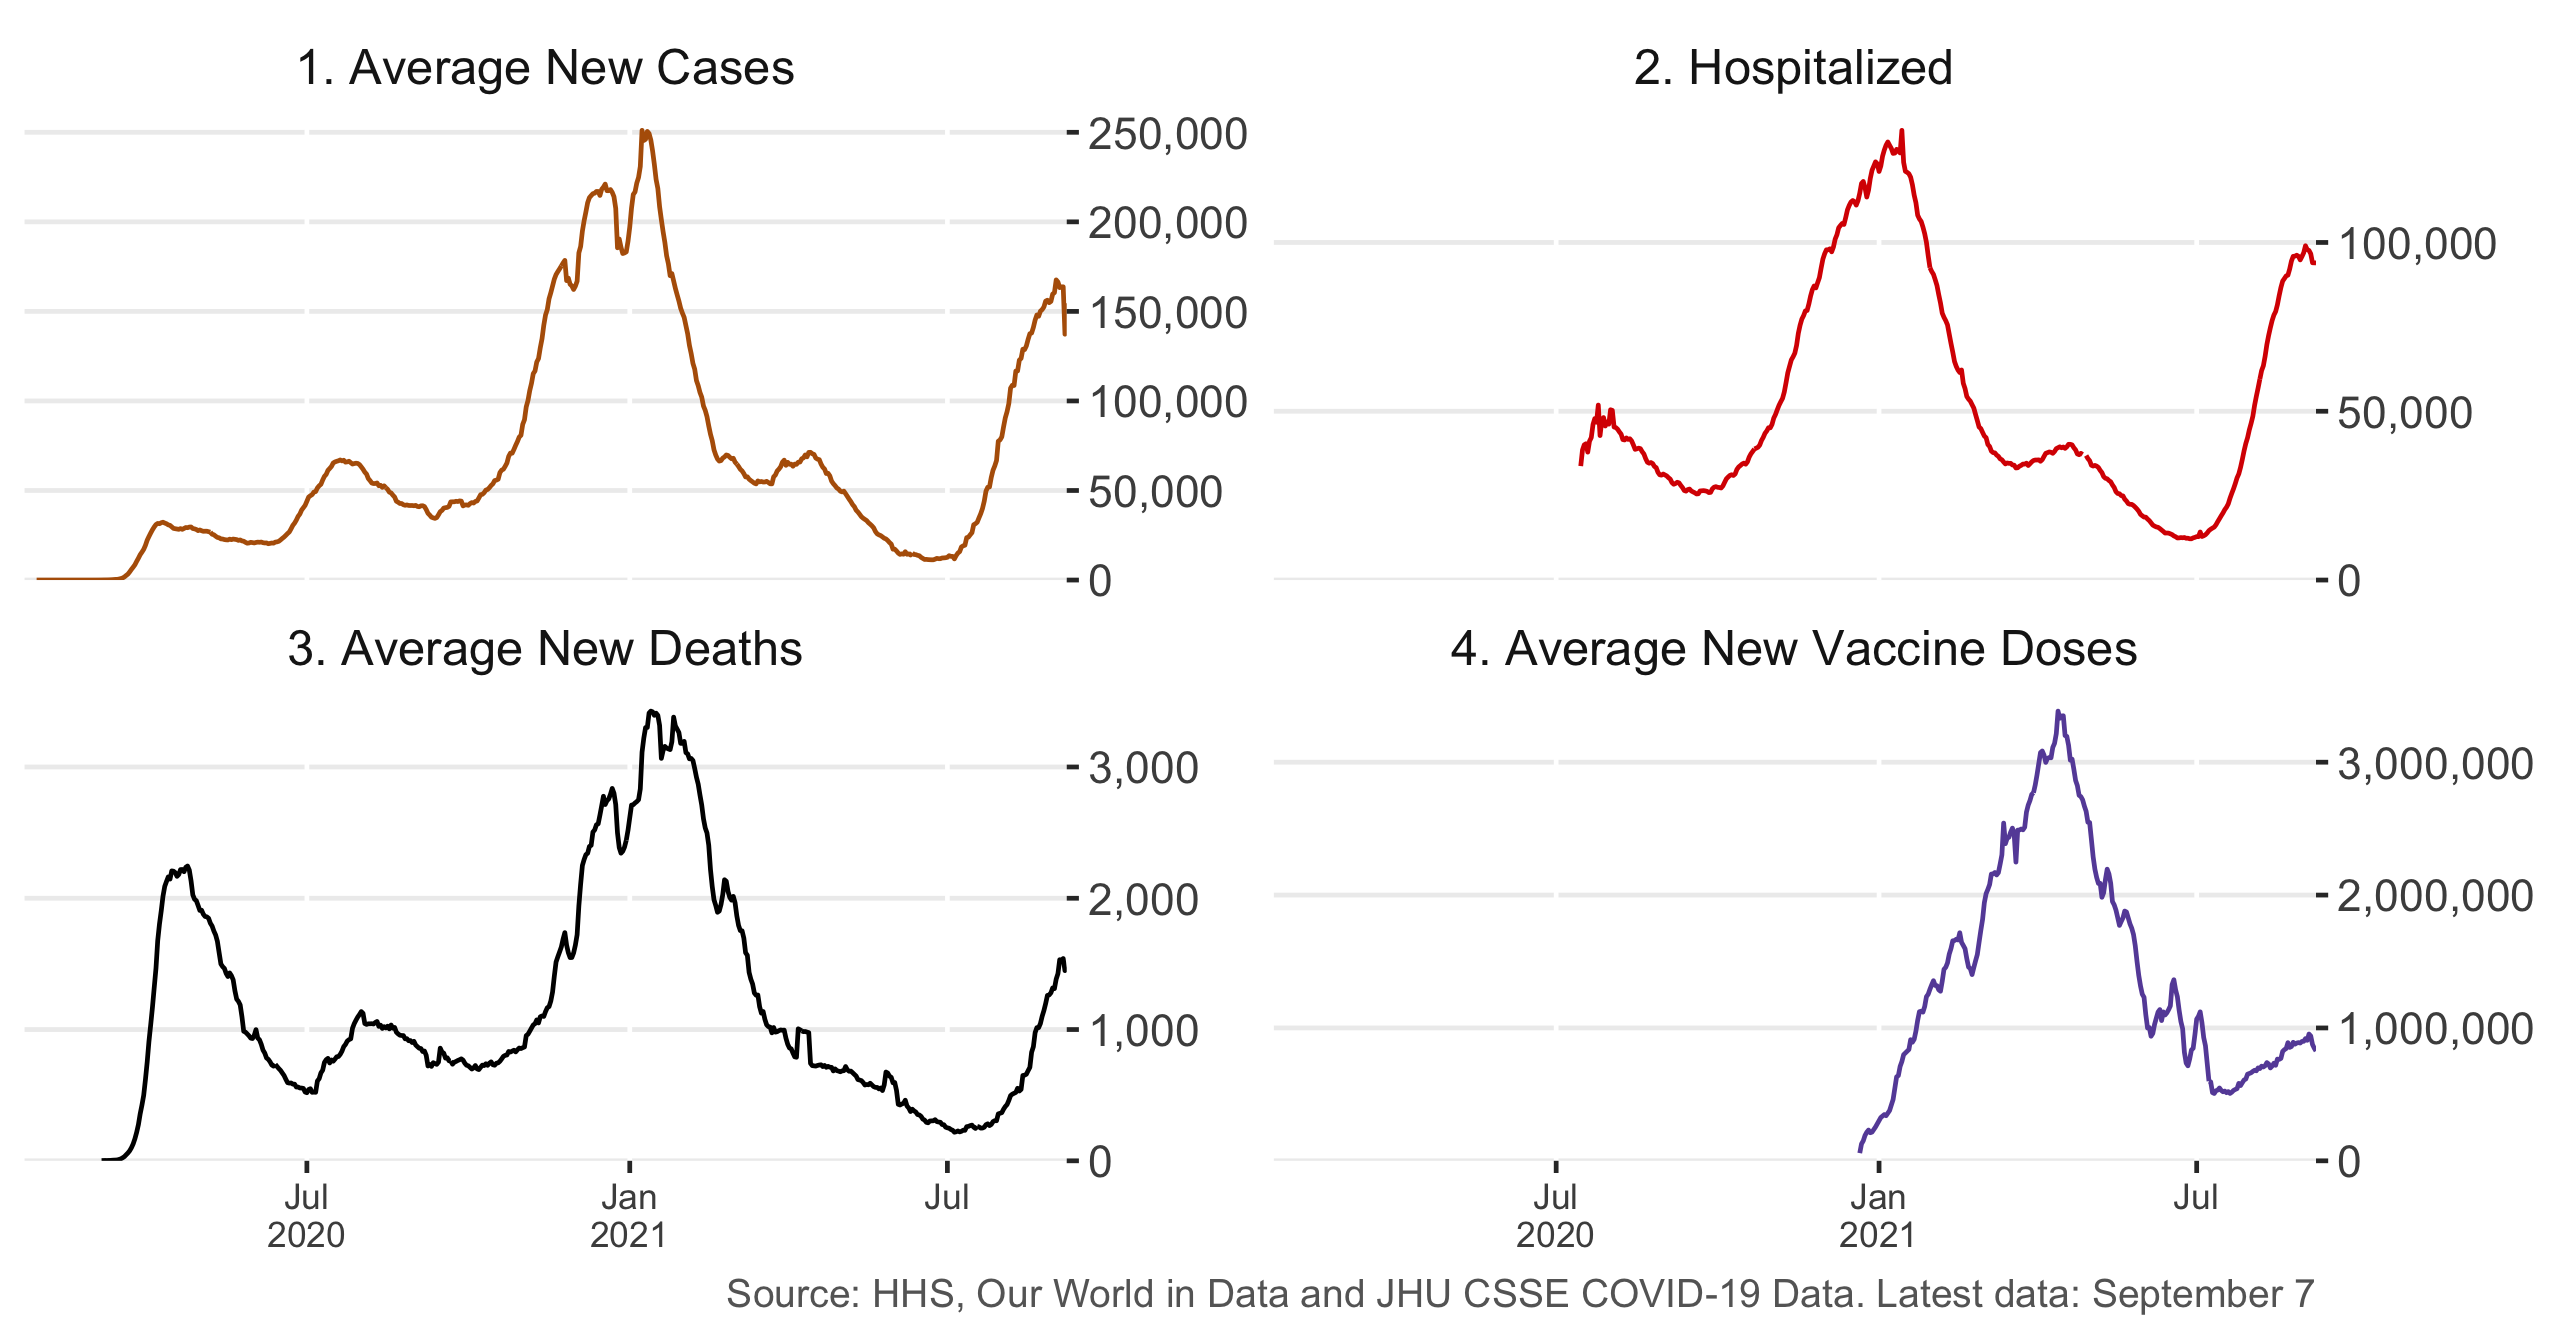 1. Average New Cases
250,000
200,000
150,000
100,000
50,000
0
2. Hospitalized
100,000
50,000
0
3. Average New Deaths
3,000
2,000
1,000
0
Jul
2020
Jan
2021
Jul
4. Average New Vaccine Doses
3,000,000
2,000,000
1,000,000
0
Jul
2020
Jan
2021
Jul
Source: HHS, Our World in Data and JHU CSSE COVID-19 Data. Latest data: September 7